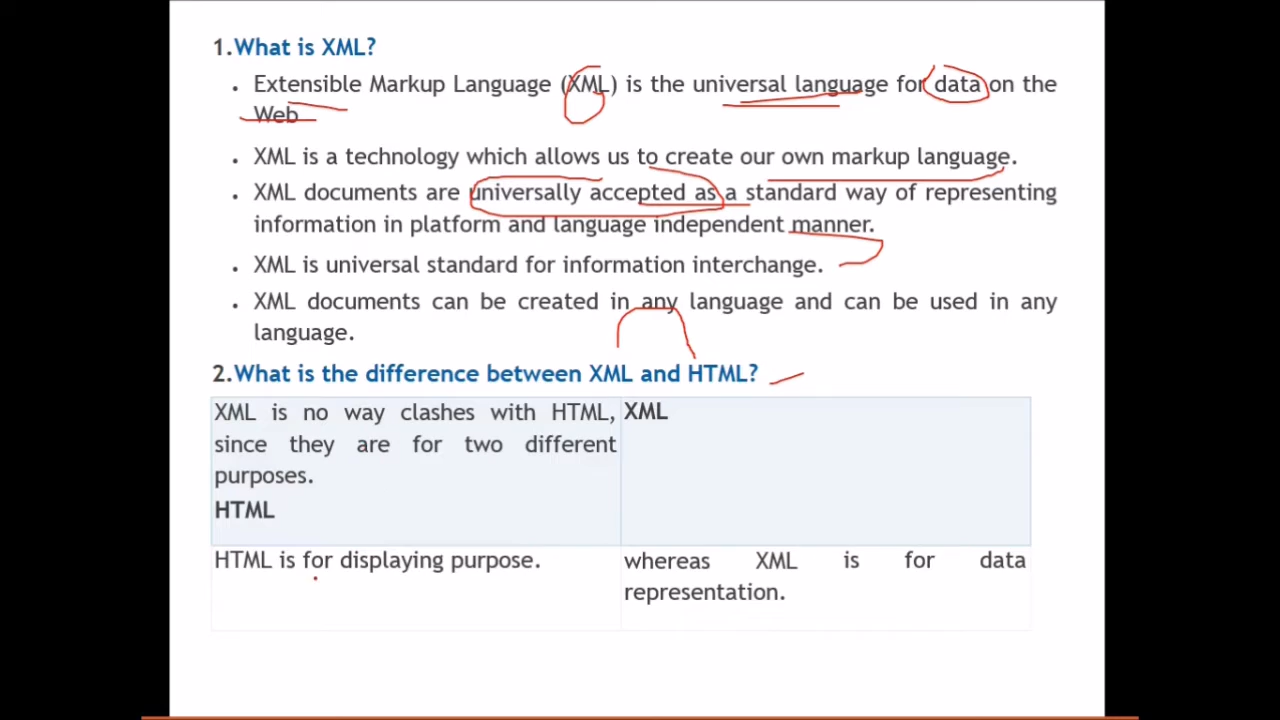 1.What is XML?
• Extensible Markup Language (XML) is the universal language for data on the
Web
• XML is a technology which allows us to create our own markup language.
• XML documents are universally accepted as a standard way of representing
information in platform and language independent manner.
• XML is universal standard for information interchange.
• XML documents can be created in any language and can be used in any
language.
2.What is the difference between XML and HTML?
XML is no way clashes with HTML,
since they are for two different
purposes.
HTML
XML
HTML is for displaying purpose.
whereas XML is for data
representation.